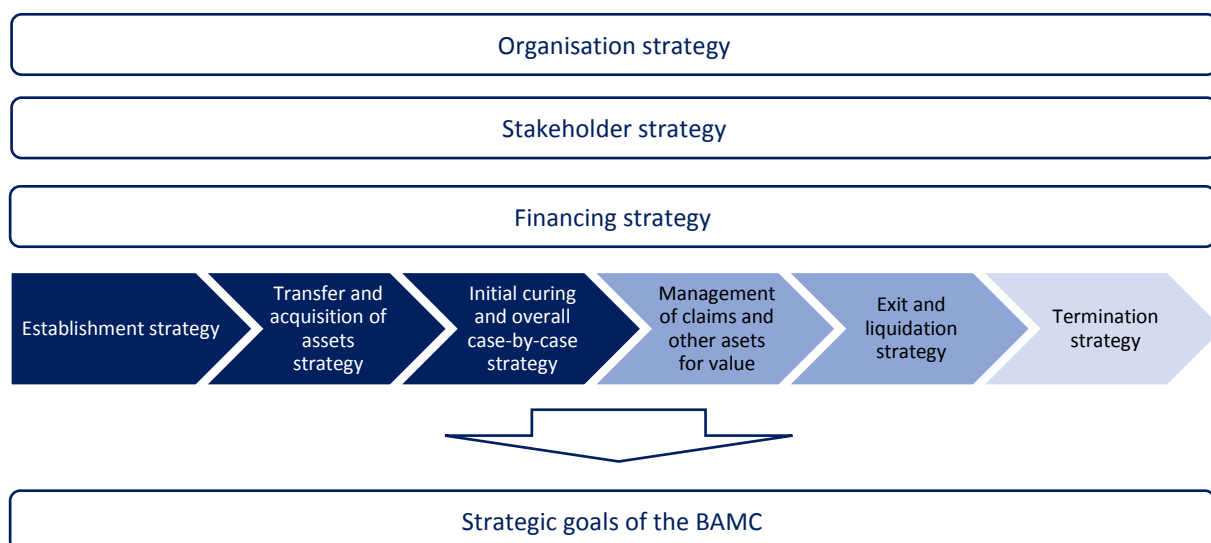 Organisation strategy
Stakeholder strategy
Financing strategy
Establishment strategy
Transfer and
acquisition of
assets
strategy
Initial curing
and overall
case-by-case
strategy
Management
of claims and
other asets
for value
Exit and
liquidation
strategy
Termination
strategy
Strategic goals of the BAMC